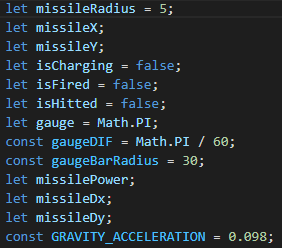 let missileRadius = 5;
let missileX;
let missileY;
let isCharging = false;
let isFired = false;
let isHitted = false;
let gauge = Math.PI;
const gaugeDIF = Math.PI / 60;
const gaugeBarRadius = 30;
let missilePower;
let missileDx;
let missileDy;
const GRAVITY_ACCELERATION = 0.098;